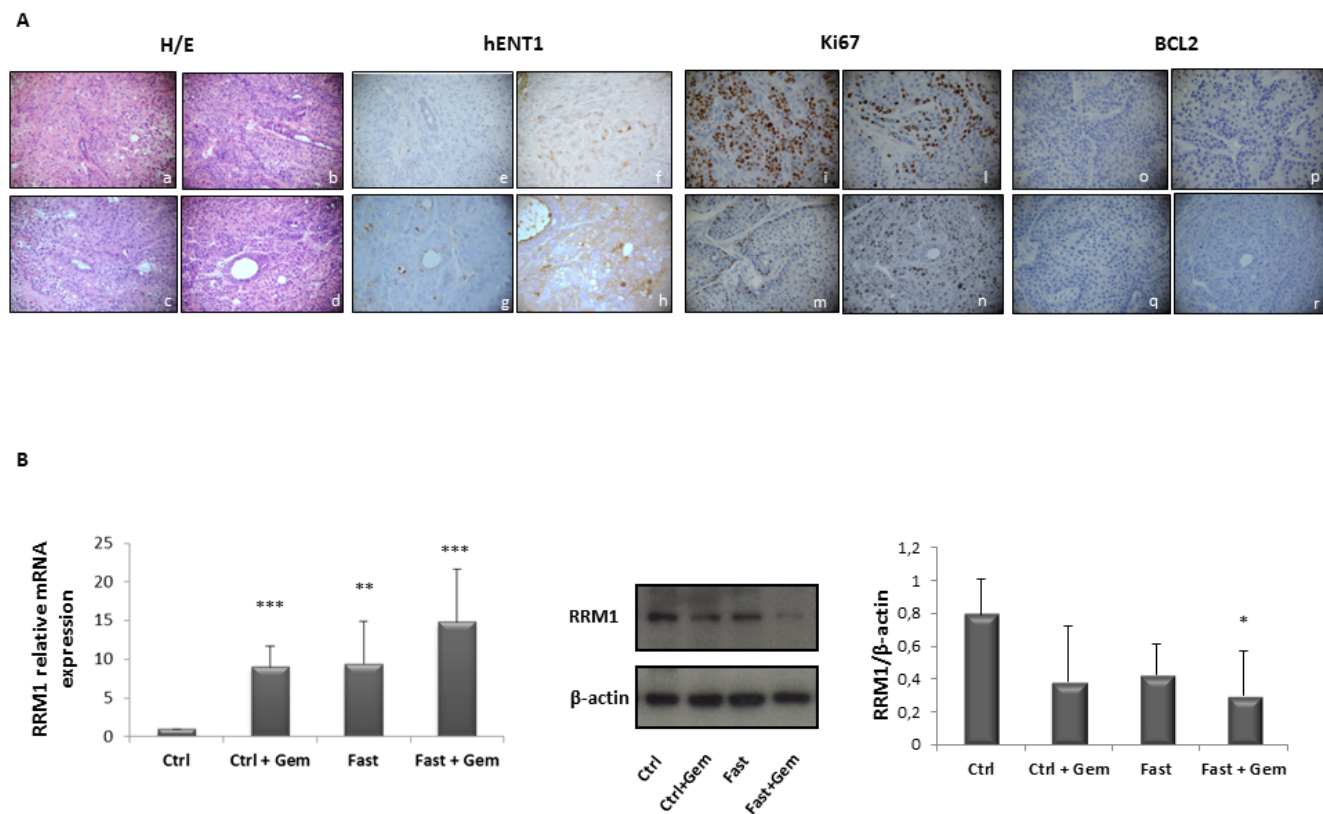 A
H/E
hENT1
Ki67
BCL2
a
b
e
f
i
l
o
p
c
d
g
h
m
n
q
r
B
RRM1 relative mRNA
expression
25
20
15
10
5
0
***
**
***
Ctrl
Ctrl + Gem
Fast
Fast + Gem
RRM1
β-actin
Ctrl
Ctrl+Gem
Fast
Fast+Gem
RRM1/β-actin
1,2
1
0,8
0,6
0,4
0,2
0
*
Ctrl
Ctrl + Gem
Fast
Fast + Gem